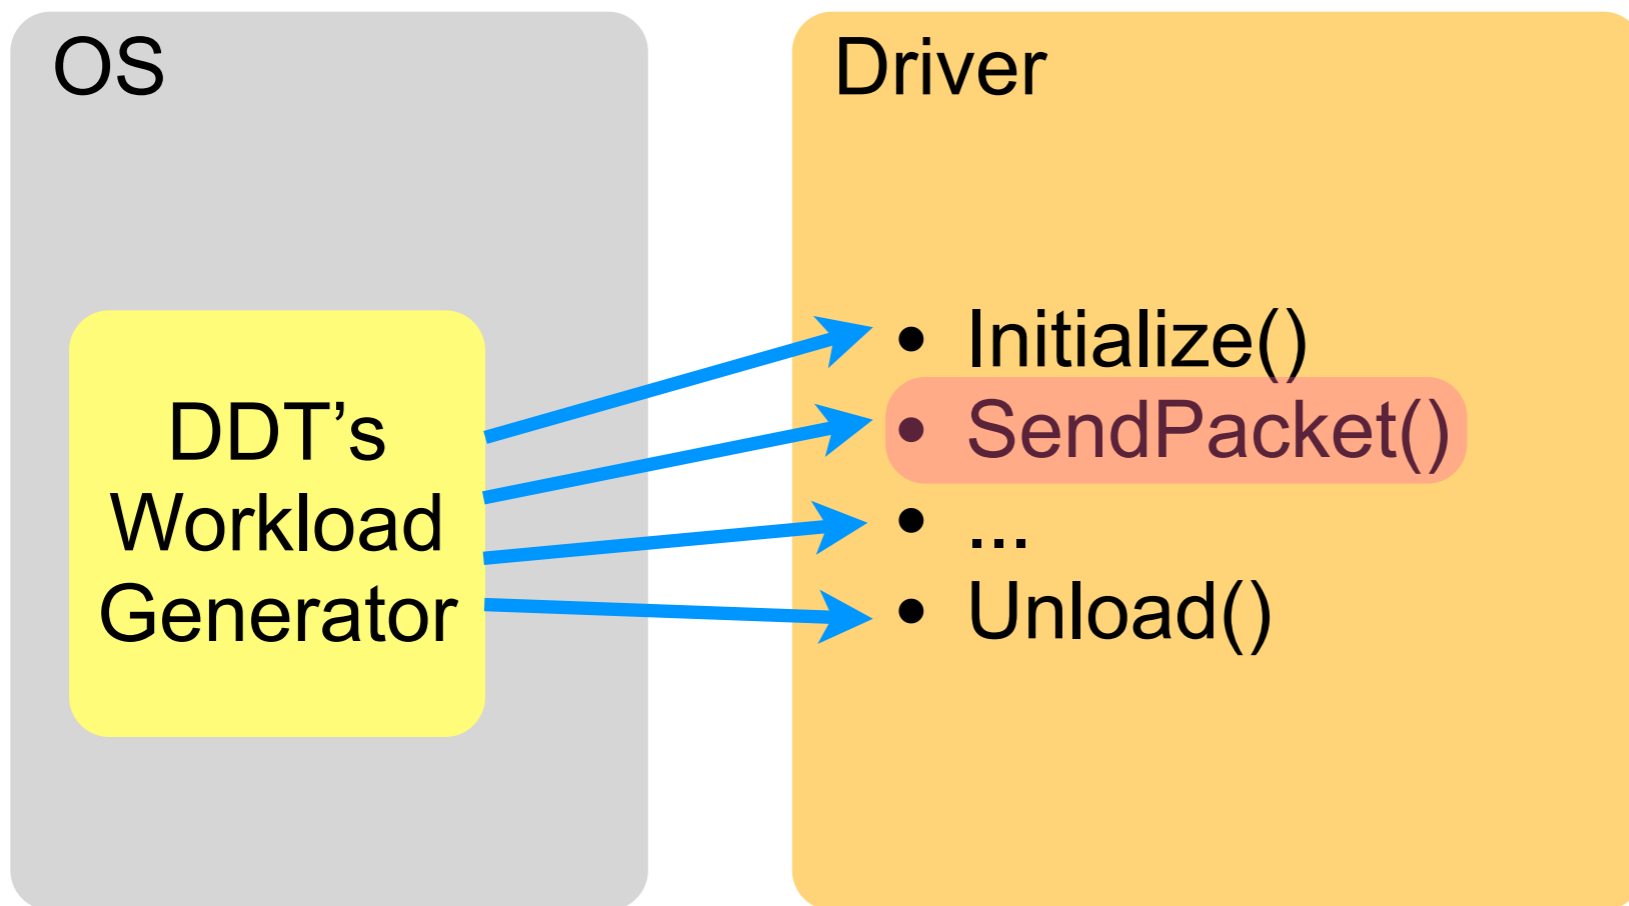 OS
DDT’s
Workload
Generator
Driver
• Initialize()
• SendPacket()
• ...
• Unload()